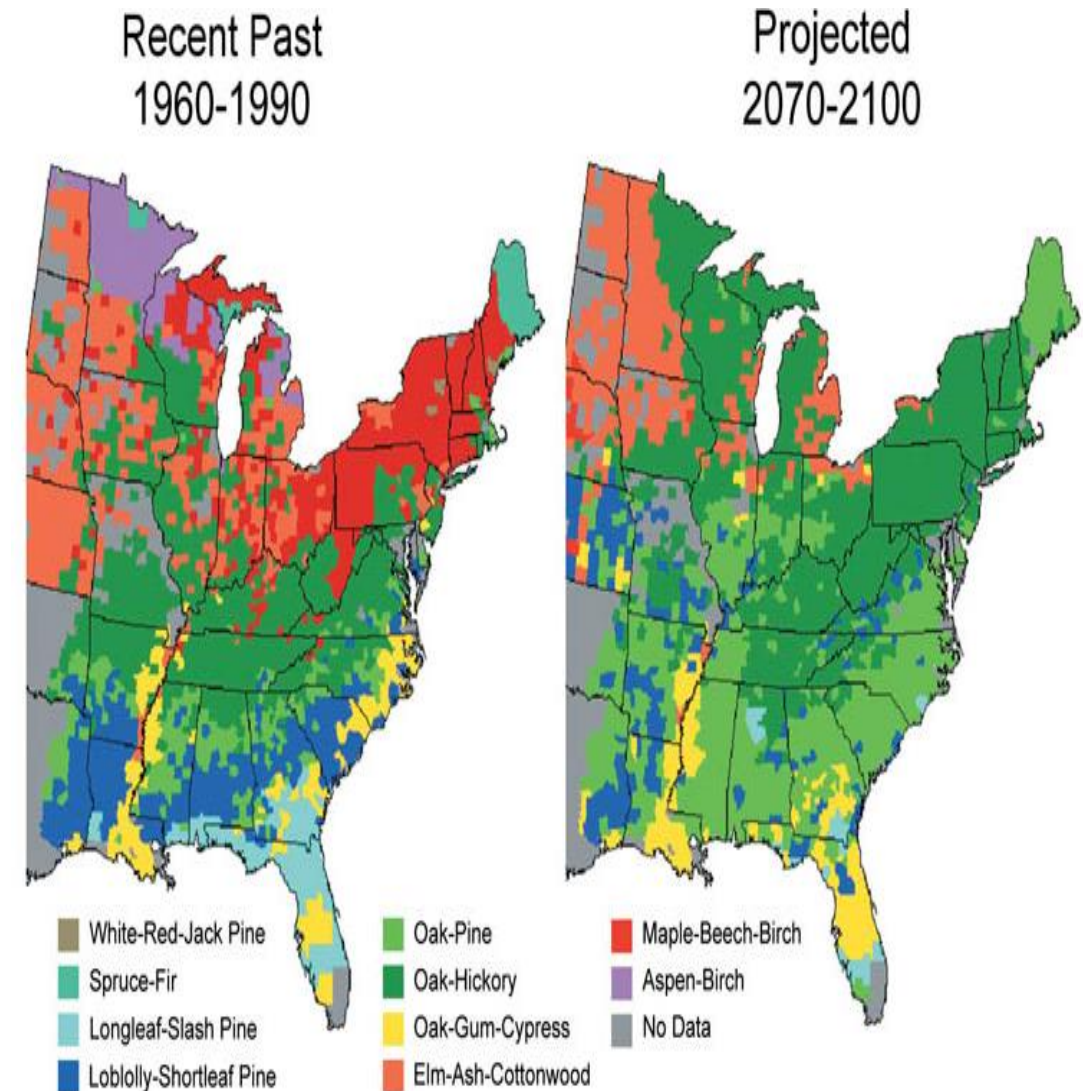 Recent Past
1960-1990
Projected
2070-2100
White-Red-Jack Pine
Spruce-Fir
Longleaf-Slash Pine
Loblolly-Shortleaf Pine
Oak-Pine
Oak-Hickory
Oak-Gum-Cypress
Elm-Ash-Cottonwood
Maple-Beech-Birch
Aspen-Birch
No Data